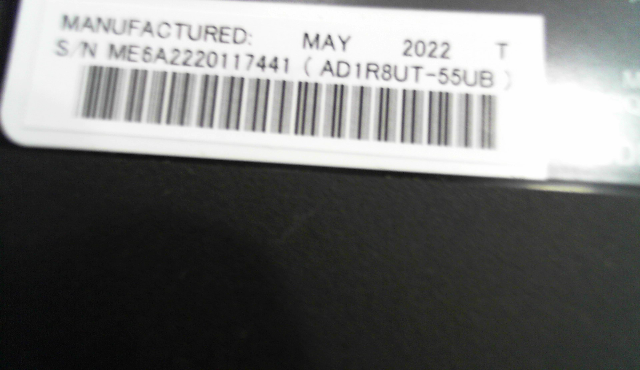 MANUFACTURED: MAY 2022 T
S/N ME6A2220117441 ( AD1R8UT-55UB )